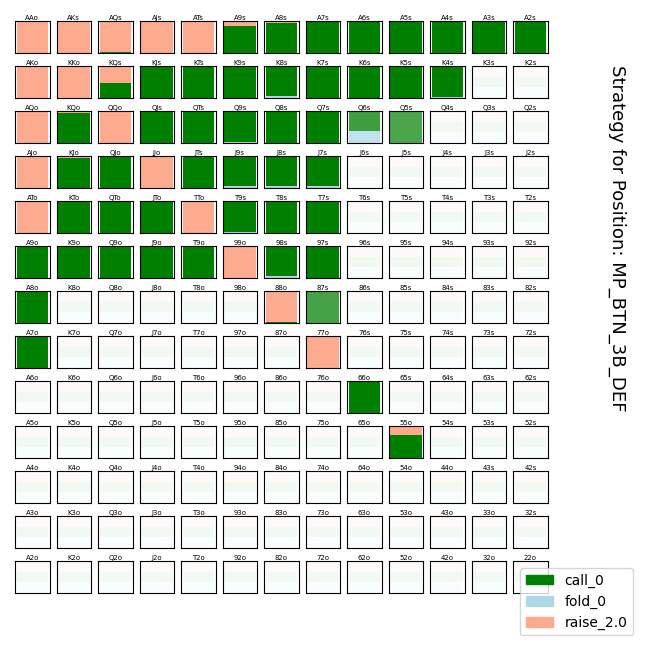 AAo AKs AQs AJs ATs A9s A8s A7s A6s A5s A4s A3s A2s
AKo KKo KQs KJs KTs K9s K8s K7s K6s K5s K4s K3s K2s
AQo KQo QQo QJs QTs Q9s Q8s Q7s Q6s Q5s Q4s Q3s Q2s
AJo KJo QJo JJo JTs J9s J8s J7s J6s J5s J4s J3s J2s
ATo KTo QTo JTo TTo T9s T8s T7s T6s T5s T4s T3s T2s
A9o K9o Q9o J9o T9o 99o 98s 97s 96s 95s 94s 93s 92s
A8o K8o Q8o J8o T8o 98o 88o 87s 86s 85s 84s 83s 82s
A7o K7o Q7o J7o T7o 97o 87o 77o 76s 75s 74s 73s 72s
A6o K6o Q6o J6o T6o 96o 86o 76o 66o 65s 64s 63s 62s
A5o K5o Q5o J5o T5o 95o 85o 75o 65o 55o 54s 53s 52s
A4o K4o Q4o J4o T4o 94o 84o 74o 64o 54o 44o 43s 42s
A3o K3o Q3o J3o T3o 93o 83o 73o 63o 53o 43o 33o 32s
A2o K2o Q2o J2o T2o 92o 82o 72o 62o 52o 42o 32o 22o
Strategy for Position: MP_BTN_3B_DEF
call_0
fold_0
raise_2.0